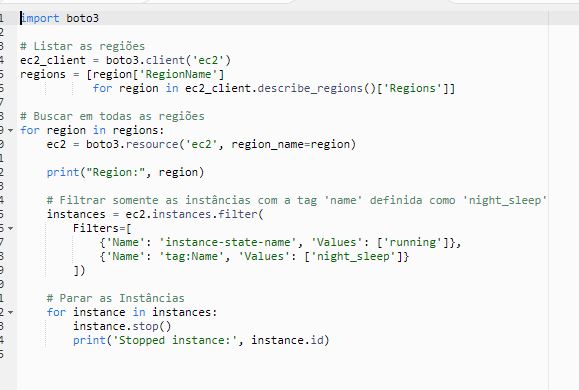 1 import boto3
2
3 # Listar as regiões
4 ec2_client = boto3.client('ec2')
5 regions = [region['RegionName']
6 for region in ec2_client.describe_regions()['Regions']]
7
8 # Buscar em todas as regiões
9 for region in regions:
0 ec2 = boto3.resource('ec2', region_name=region)
1
2 print("Region:", region)
3
4 # Filtrar somente as instâncias com a tag 'name' definida como 'night_sleep'
5 instances = ec2.instances.filter(
6 Filters=[
7 {'Name': 'instance-state-name', 'Values': ['running']},
8 {'Name': 'tag:Name', 'Values': ['night_sleep']}
9 ])
0
1 # Parar as Instâncias
2 for instance in instances:
3 instance.stop()
4 print('Stopped instance:', instance.id)
5